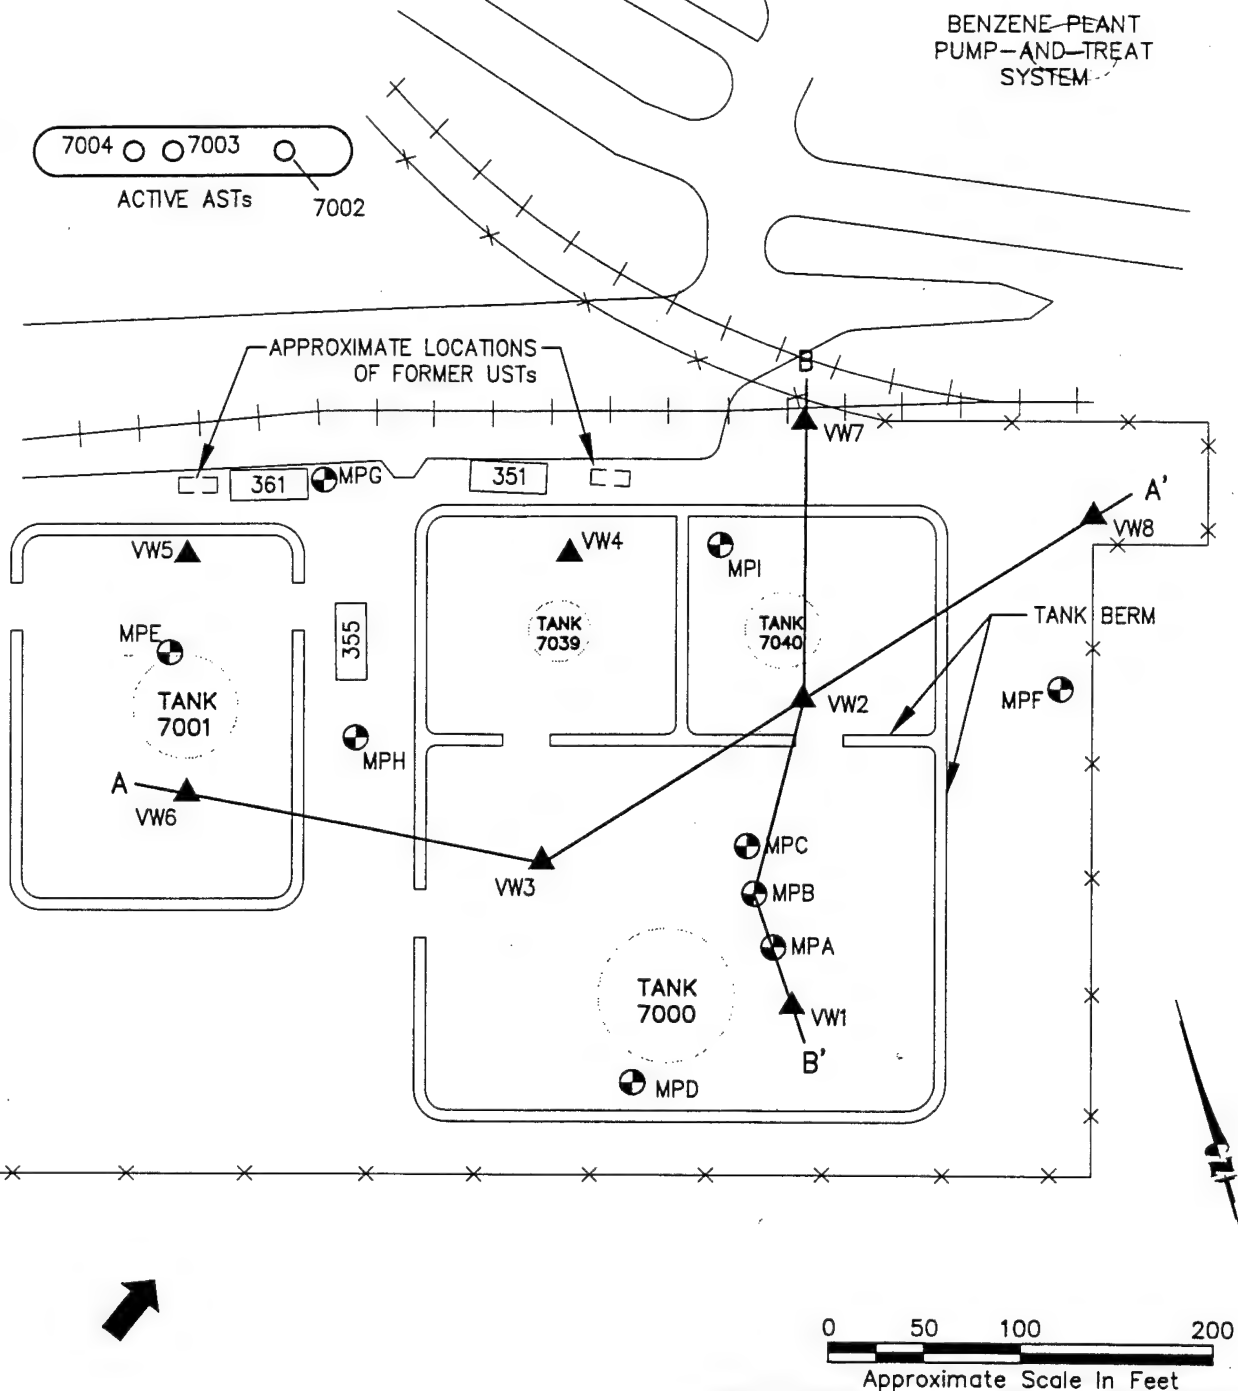 BENZENE PLANT
PUMP-AND-TREAT
SYSTEM
7004
7003
7002
ACTIVE ASTs
APPROXIMATE LOCATIONS
OF FORMER USTs
B
VW7
A'
VW8
361
MPG
351
VW5
VW4
MPI
TANK
7039
TANK
7040
TANK BERM
355
MPE
TANK
7001
MPF
VW2
MPH
A
VW6
VW3
MPC
MPB
MPA
TANK
7000
VW1
B'
MPD
N
0 50 100 200
Approximate Scale In Feet